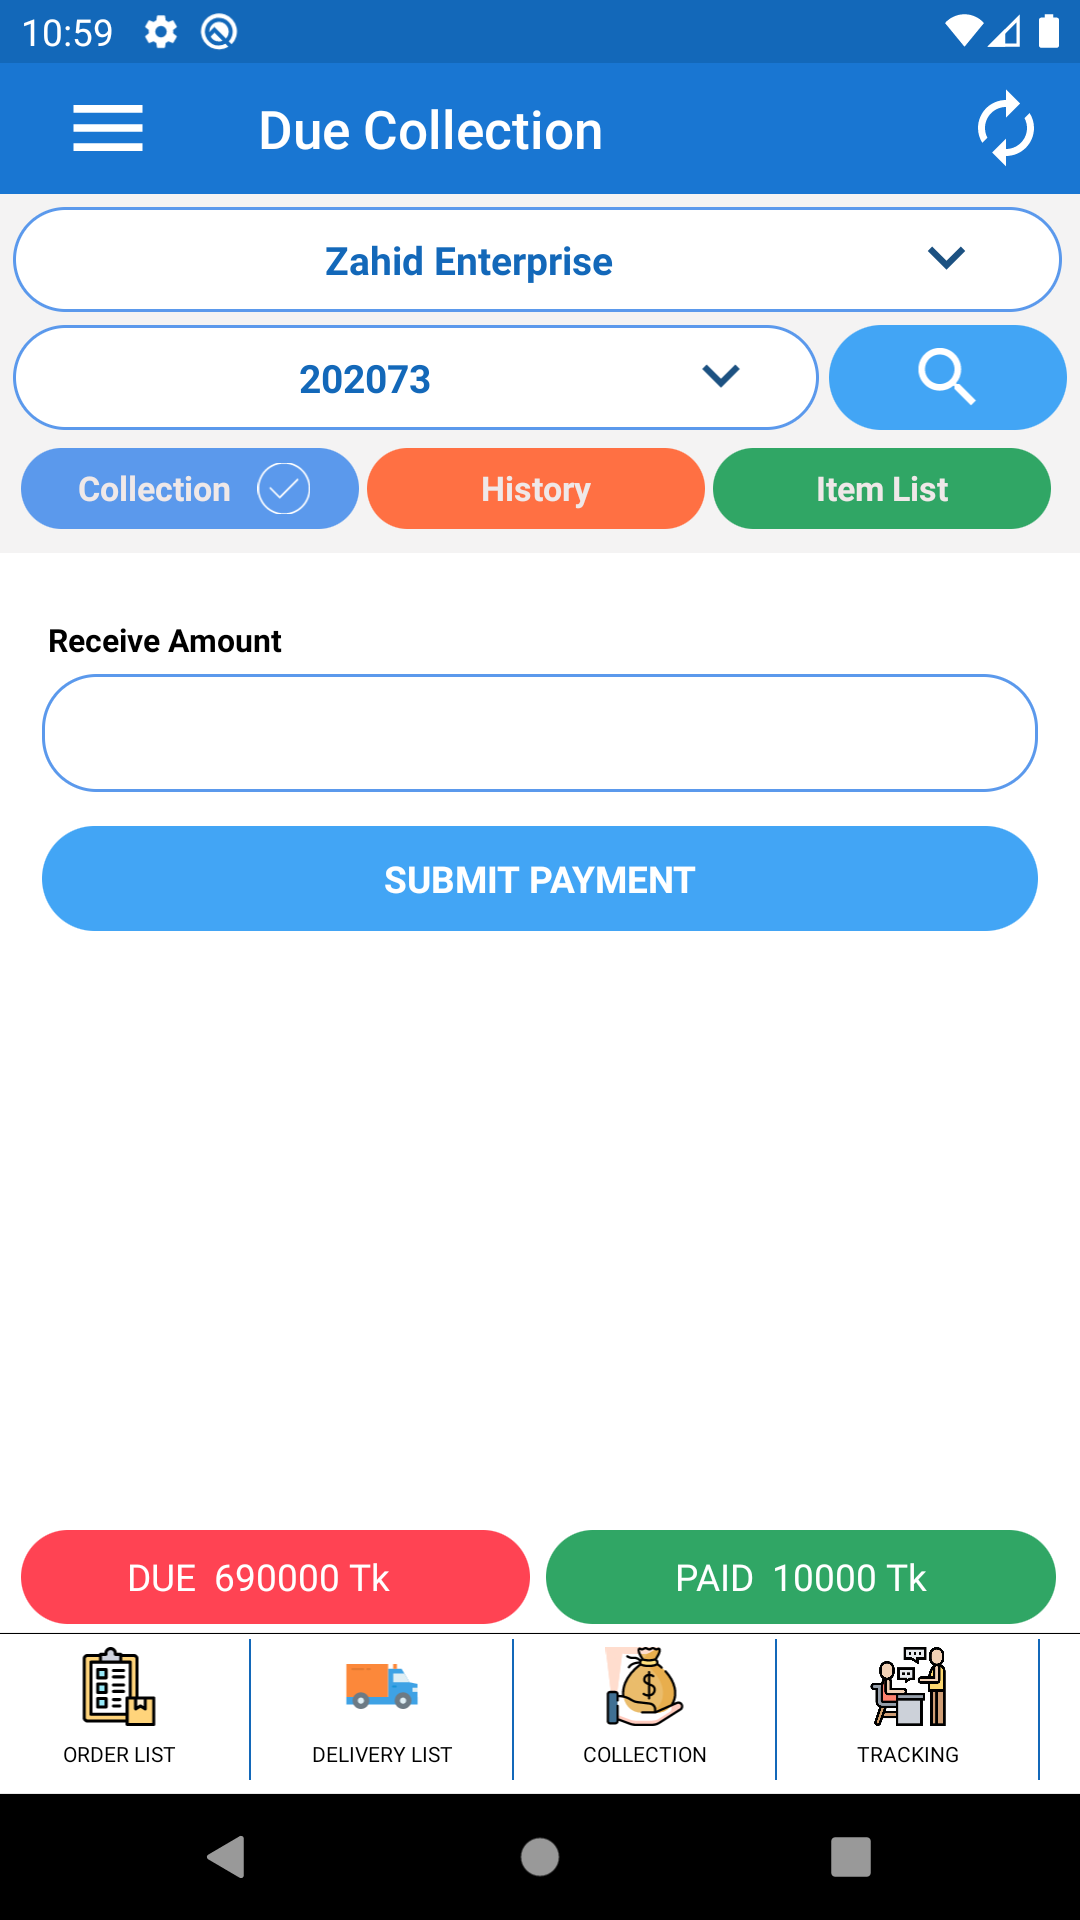 10:59
Due Collection
Zahid Enterprise
202073
Collection History Item List
Receive Amount
SUBMIT PAYMENT
DUE 690000 Tk PAID 10000 Tk
ORDER LIST DELIVERY LIST COLLECTION TRACKING